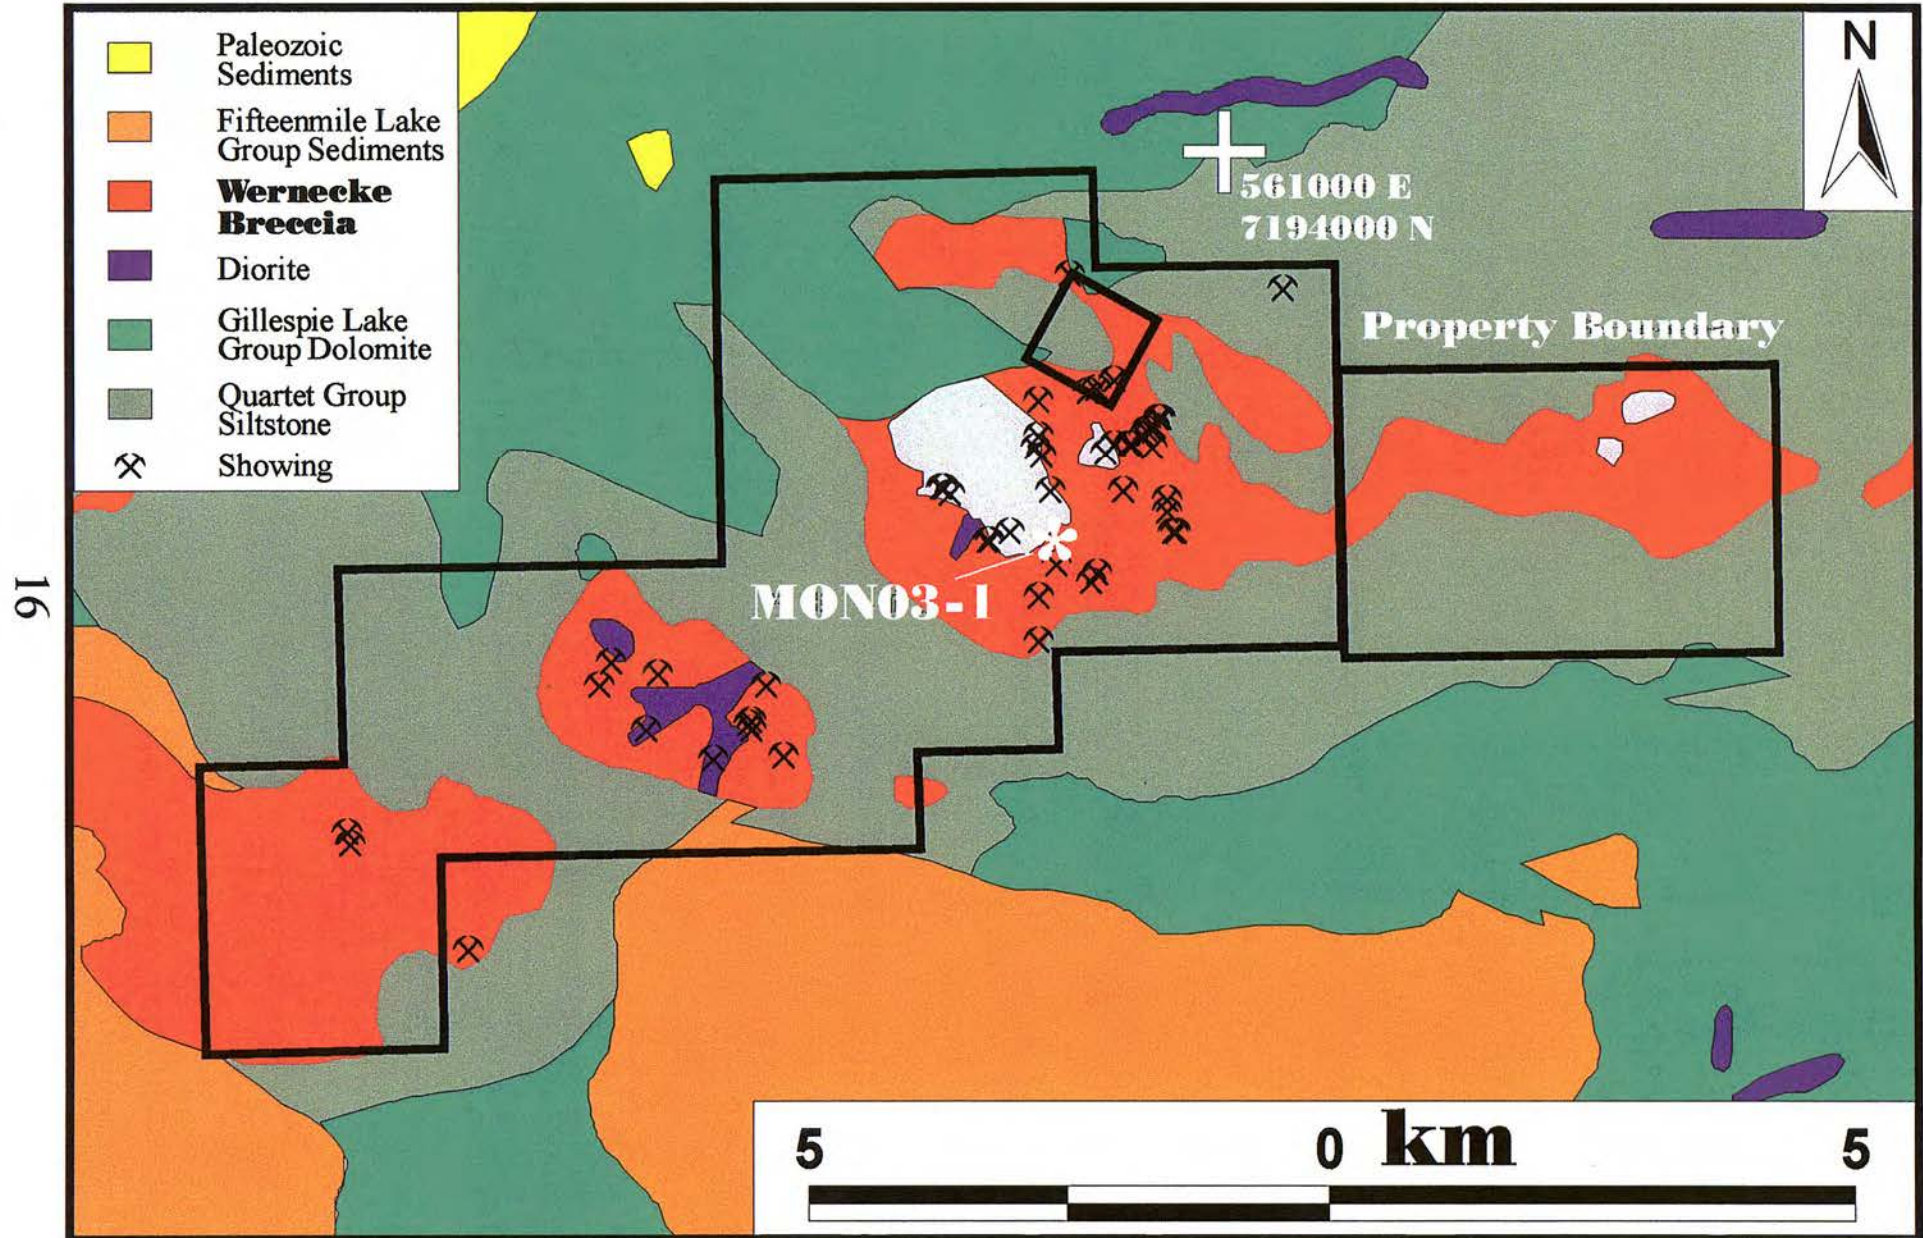 Paleozoic
Sediments
Fifteenmile Lake
Group Sediments
Wernecke
Breccia
Diorite
Gillespie Lake
Group Dolomite
Quartet Group
Siltstone
Showing
N
561000 E
7194000 N
Property Boundary
MON03-1
16
5 0 km 5